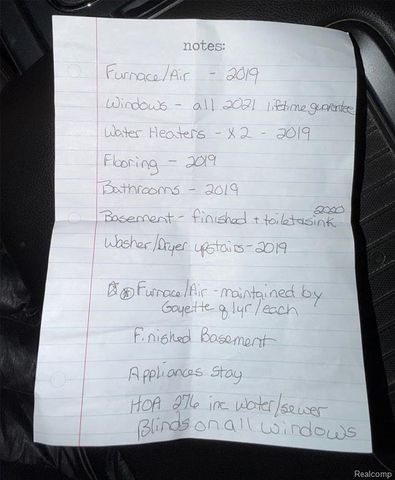 notes:
Furnace/Air - 2019
Windows - all 2021 lifetime guarantee
Water Heaters - X2 - 2019
Flooring - 2019
Bathrooms - 2019
2020
Basement - finished + toilet & sink
Washer/Dryer upstairs - 2019
Furnace/Air - maintained by
Goyette q 1yr/each
Finished Basement
Appliances stay
HOA 276 inc water/sewer
Blinds on all windows
Realcomp